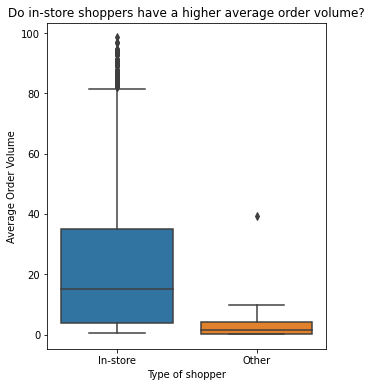 Do in-store shoppers have a higher average order volume?
100
80
60
40
20
0
Average Order Volume
In-store
Other
Type of shopper